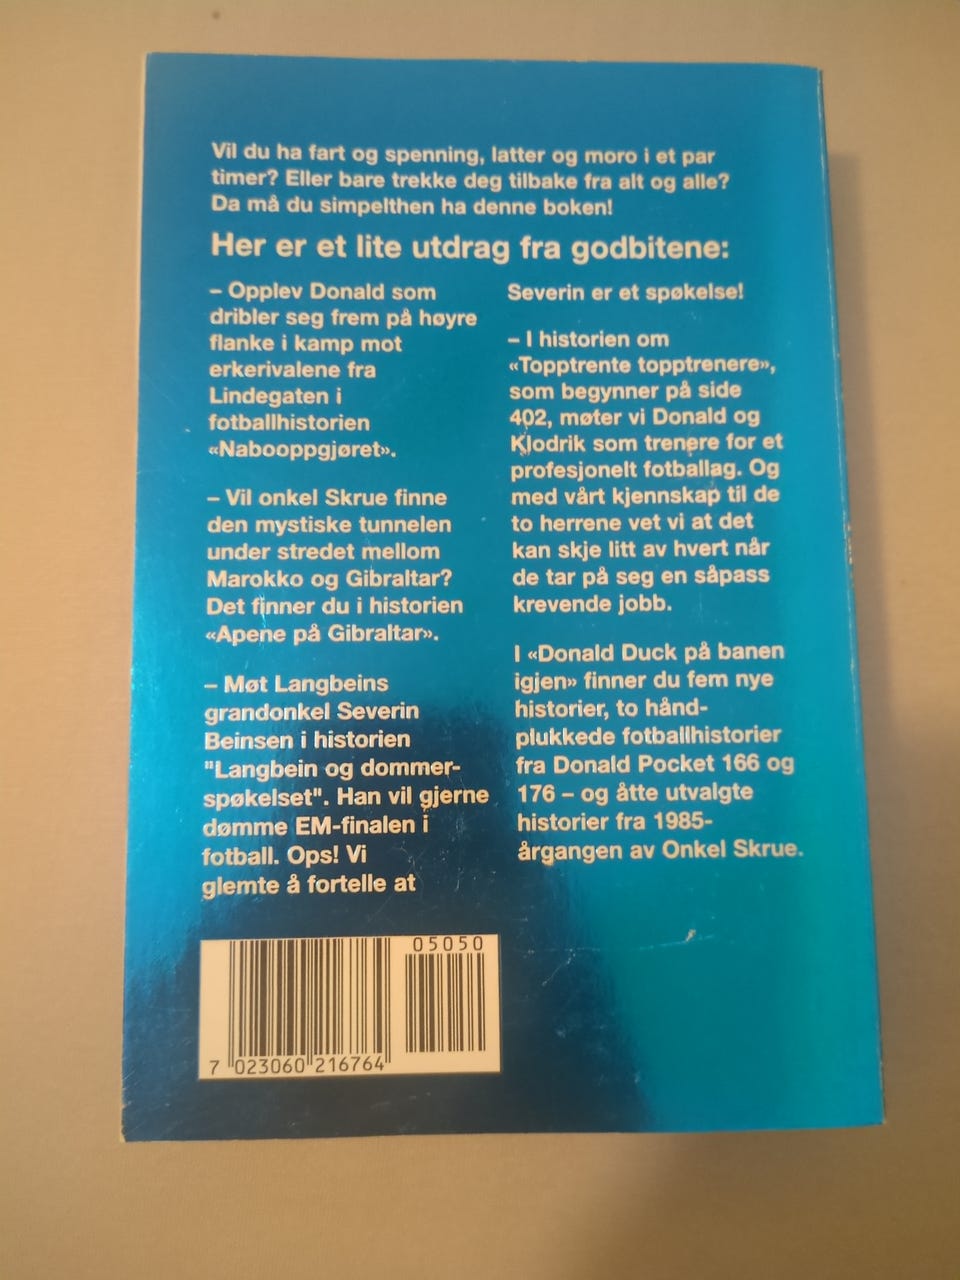 Vil du ha fart og spenning, latter og moro i et par
timer? Eller bare trekke deg tilbake fra alt og alle?
Da må du simpelthen ha denne boken!
Her er et lite utdrag fra godbitene:
– Opplev Donald som
dribler seg frem på høyre
flanke i kamp mot
erkerivalene fra
Lindegaten i
fotballhistorien
«Nabooppgjøret».
– Vil onkel Skrue finne
den mystiske tunnelen
under stredet mellom
Marokko og Gibraltar?
Det finner du i historien
«Apene på Gibraltar».
– Møt Langbeins
grandonkel Severin
Beinsen i historien
"Langbein og dommer-
spøkelset". Han vil gjerne
dømme EM-finalen i
fotball. Ops! Vi
glemte å fortelle at
Severin er et spøkelse!
– I historien om
«Topptrente topptrenere»,
som begynner på side
402, møter vi Donald og
Klodrik som trenere for et
profesjonelt fotballag. Og
med vårt kjennskap til de
to herrene vet vi at det
kan skje litt av hvert når
de tar på seg en såpass
krevende jobb.
I «Donald Duck på banen
igjen» finner du fem nye
historier, to hånd-
plukkede fotballhistorier
fra Donald Pocket 166 og
176 – og åtte utvalgte
historier fra 1985-
årgangen av Onkel Skrue.
05050
7 023060 216764